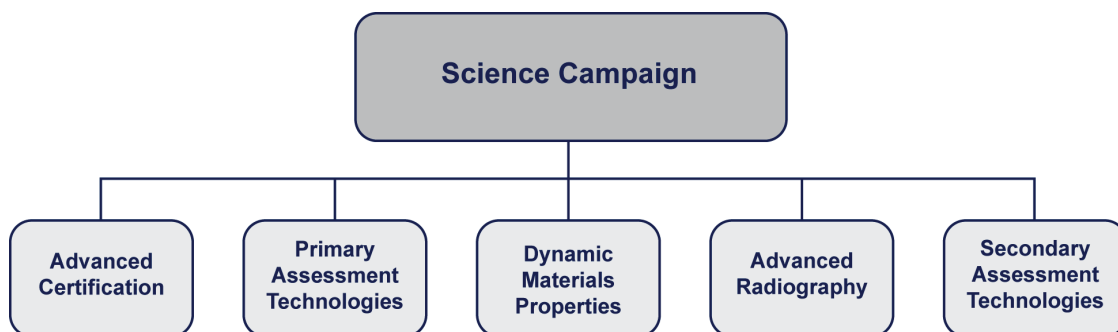 Science Campaign
Advanced
Certification
Primary
Assessment
Technologies
Dynamic
Materials
Properties
Advanced
Radiography
Secondary
Assessment
Technologies